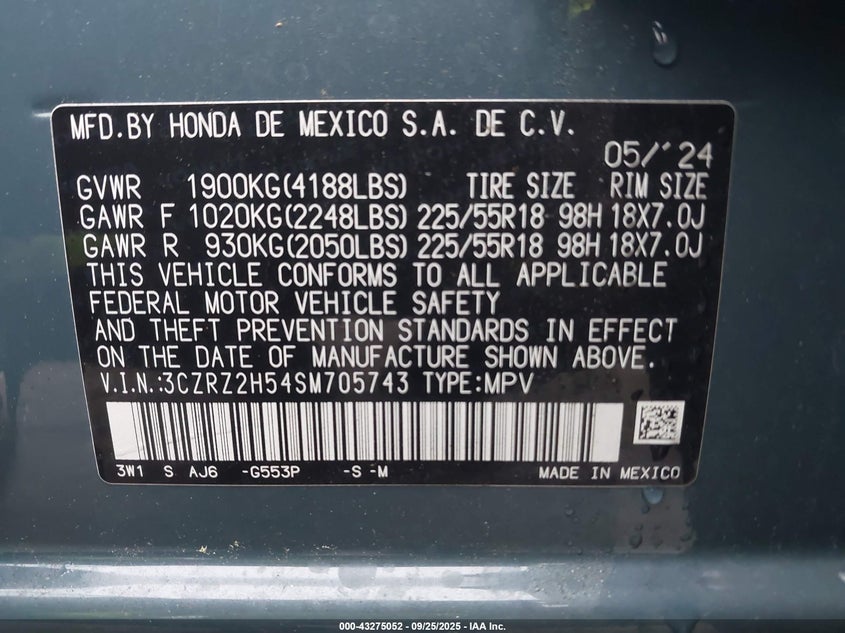 MFD.BY HONDA DE MEXICO S.A. DE C.V.
05/'24
GVWR 1900KG(4188LBS) TIRE SIZE RIM SIZE
GAWR F 1020KG(2248LBS) 225/55R18 98H 18X7.0J
GAWR R 930KG(2050LBS) 225/55R18 98H 18X7.0J
THIS VEHICLE CONFORMS TO ALL APPLICABLE
FEDERAL MOTOR VEHICLE SAFETY
AND THEFT PREVENTION STANDARDS IN EFFECT
ON THE DATE OF MANUFACTURE SHOWN ABOVE.
V.I.N.:3CZRZ2H54SM705743 TYPE:MPV
3W1 S AJ6 -G553P -S -M MADE IN MEXICO
000-43275052 - 09/25/2025 - IAA Inc.